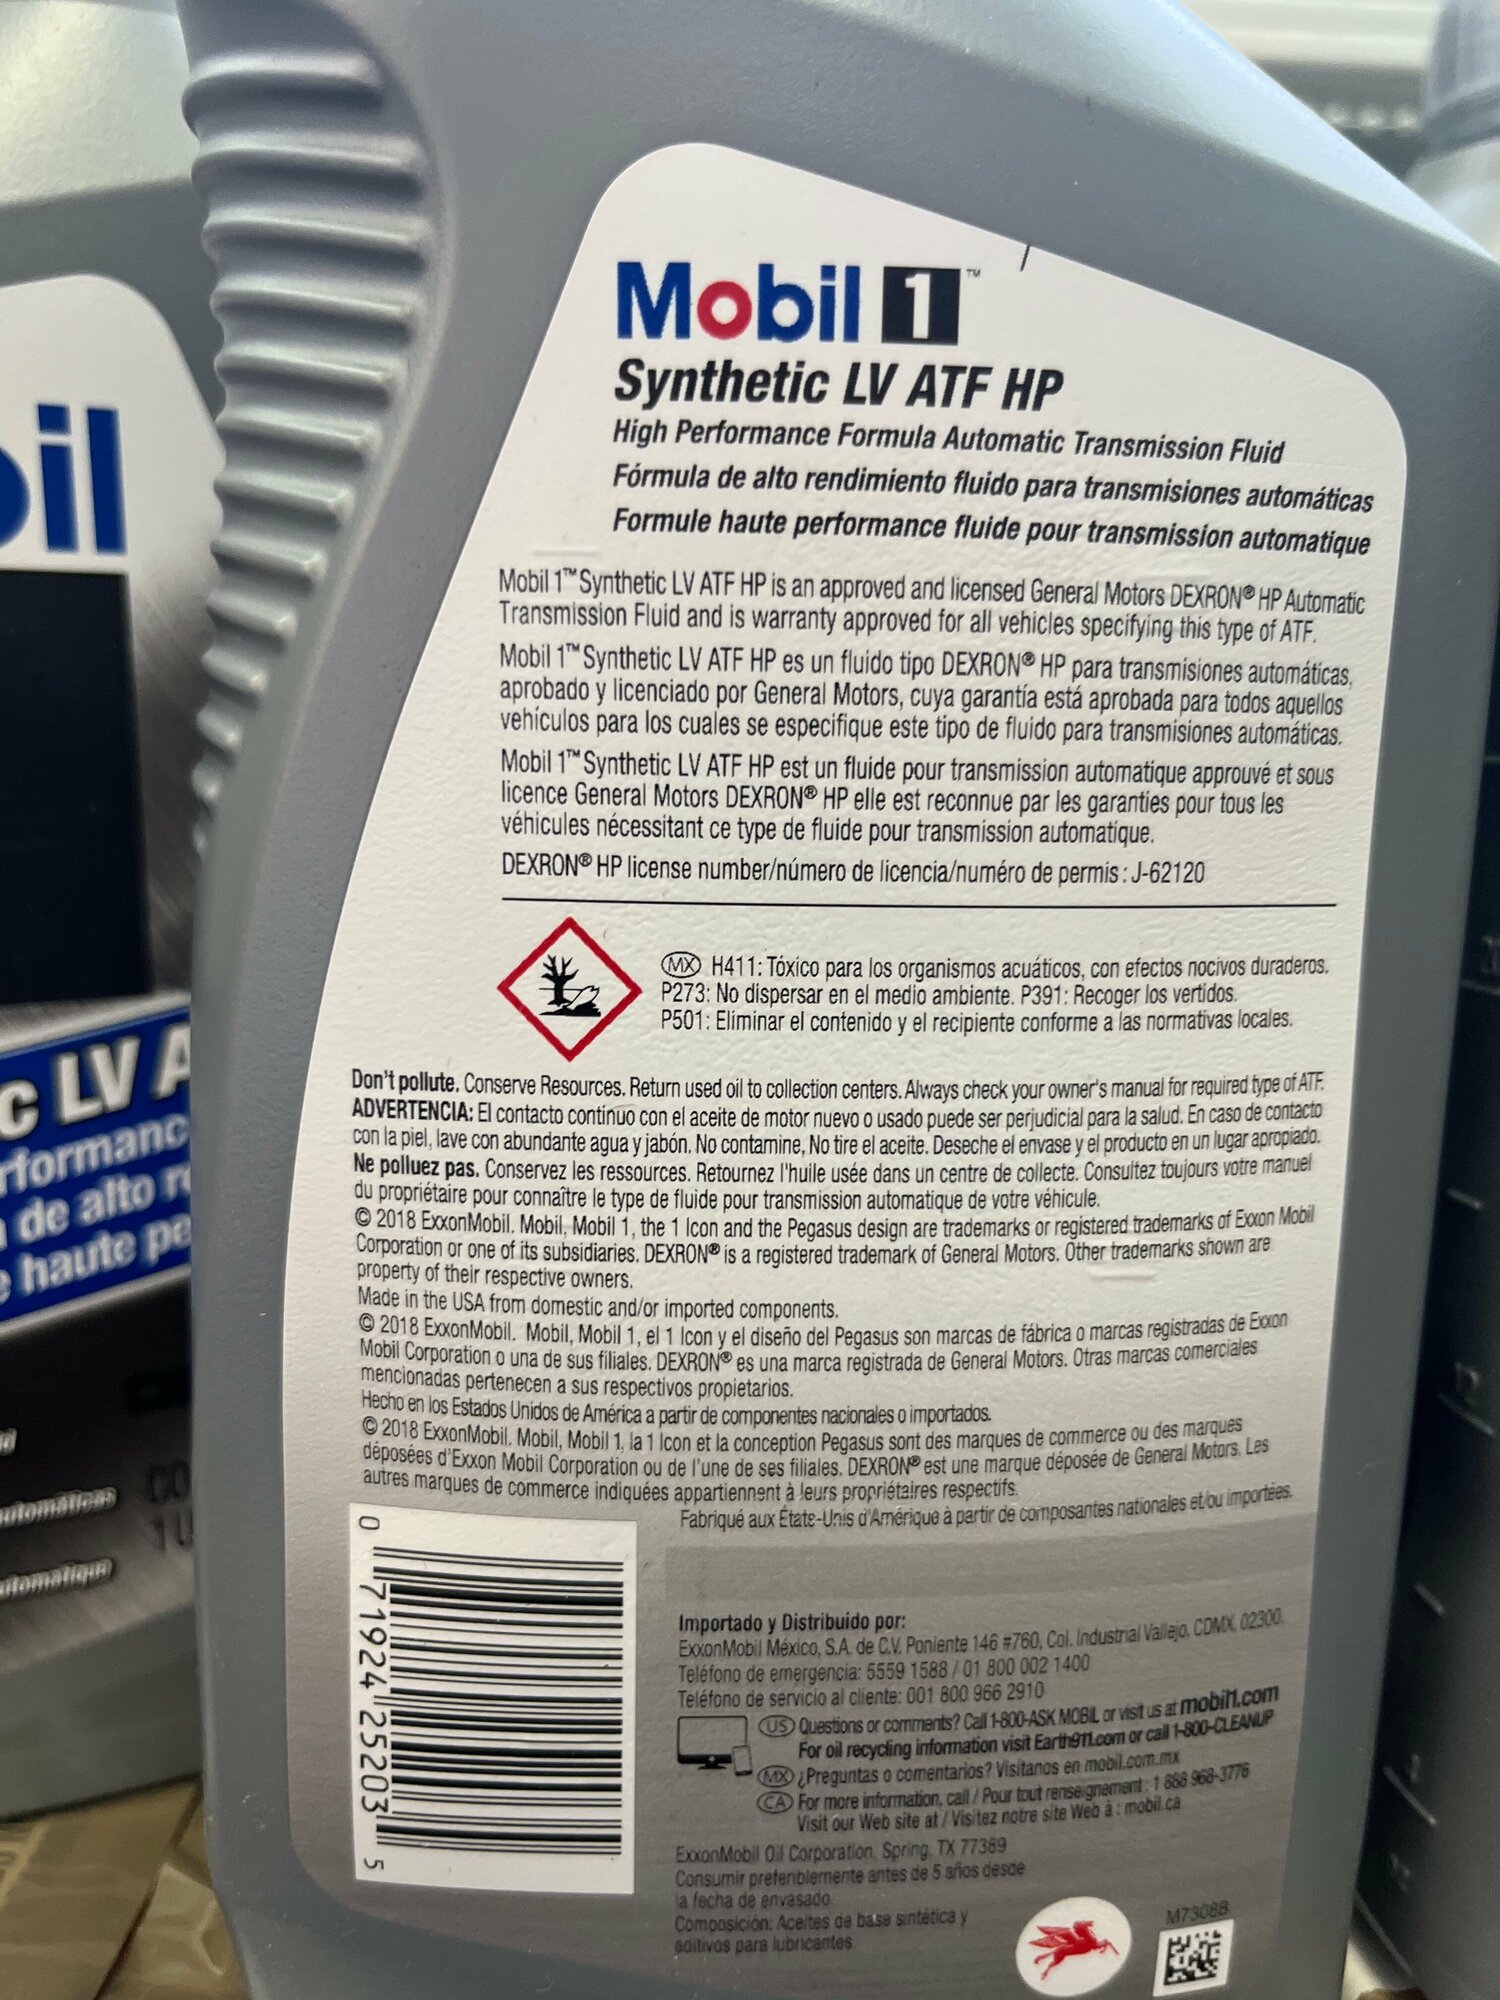 Mobil 1™
Synthetic LV ATF HP
High Performance Formula Automatic Transmission Fluid
Fórmula de alto rendimiento fluido para transmisiones automáticas
Formule haute performance fluide pour transmission automatique
Mobil 1™ Synthetic LV ATF HP is an approved and licensed General Motors DEXRON® HP Automatic
Transmission Fluid and is warranty approved for all vehicles specifying this type of ATF.
Mobil 1™ Synthetic LV ATF HP es un fluido tipo DEXRON® HP para transmisiones automáticas,
aprobado y licenciado por General Motors, cuya garantía está aprobada para todos aquellos
vehículos para los cuales se especifique este tipo de fluido para transmisiones automáticas.
Mobil 1™ Synthetic LV ATF HP est un fluide pour transmission automatique approuvé et sous
licence General Motors DEXRON® HP elle est reconnue par les garanties pour tous les
véhicules nécessitant ce type de fluide pour transmission automatique.
DEXRON® HP license number/número de licencia/numéro de permis : J-62120
MX H411: Tóxico para los organismos acuáticos, con efectos nocivos duraderos.
P273: No dispersar en el medio ambiente. P391: Recoger los vertidos.
P501: Eliminar el contenido y el recipiente conforme a las normativas locales.
Don't pollute. Conserve Resources. Return used oil to collection centers. Always check your owner's manual for required type of ATF.
ADVERTENCIA: El contacto continuo con el aceite de motor nuevo o usado puede ser perjudicial para la salud. En caso de contacto
con la piel, lave con abundante agua y jabón. No contamine, No tire el aceite. Deseche el envase y el producto en un lugar apropiado.
Ne polluez pas. Conservez les ressources. Retournez l'huile usée dans un centre de collecte. Consultez toujours votre manuel
du propriétaire pour connaître le type de fluide pour transmission automatique de votre véhicule.
© 2018 ExxonMobil. Mobil, Mobil 1, the 1 Icon and the Pegasus design are trademarks or registered trademarks of Exxon Mobil
Corporation or one of its subsidiaries. DEXRON® is a registered trademark of General Motors. Other trademarks shown are
property of their respective owners.
Made in the USA from domestic and/or imported components.
© 2018 ExxonMobil. Mobil, Mobil 1, el 1 Icon y el diseño del Pegasus son marcas de fábrica o marcas registradas de Exxon
Mobil Corporation o una de sus filiales. DEXRON® es una marca registrada de General Motors. Otras marcas comerciales
mencionadas pertenecen a sus respectivos propietarios.
Hecho en los Estados Unidos de América a partir de componentes nacionales o importados.
© 2018 ExxonMobil. Mobil, Mobil 1, la 1 Icon et la conception Pegasus sont des marques de commerce ou des marques
déposées d'Exxon Mobil Corporation ou de l'une de ses filiales. DEXRON® est une marque déposée de General Motors. Les
autres marques de commerce indiquées appartiennent à leurs propriétaires respectifs.
Fabriqué aux État-Unis d'Amérique à partir de composantes nationales et/ou importées.
0 71924 25203 5
Importado y Distribuido por:
ExxonMobil México, S.A. de C.V. Poniente 146 #760, Col. Industrial Vallejo, CDMX, 02300.
Teléfono de emergencia: 5559 1588 / 01 800 002 1400
Teléfono de servicio al cliente: 001 800 966 2910
US Questions or comments? Call 1-800-ASK MOBIL or visit us at mobil1.com
For oil recycling information visit Earth911.com or call 1-800-CLEANUP
MX ¿Preguntas o comentarios? Visítanos en mobil.com.mx
CA For more information, call / Pour tout renseignement : 1 888 968-3776
Visit our Web site at / Visitez notre site Web à : mobil.ca
ExxonMobil Oil Corporation, Spring, TX 77389
Consumir preferiblemente antes de 5 años desde
la fecha de envasado
Composición: Aceites de base sintética y
aditivos para lubricantes
M7308B
bil
c LV A
rformanc
de alto r
haute pe
automáticas
utomatique